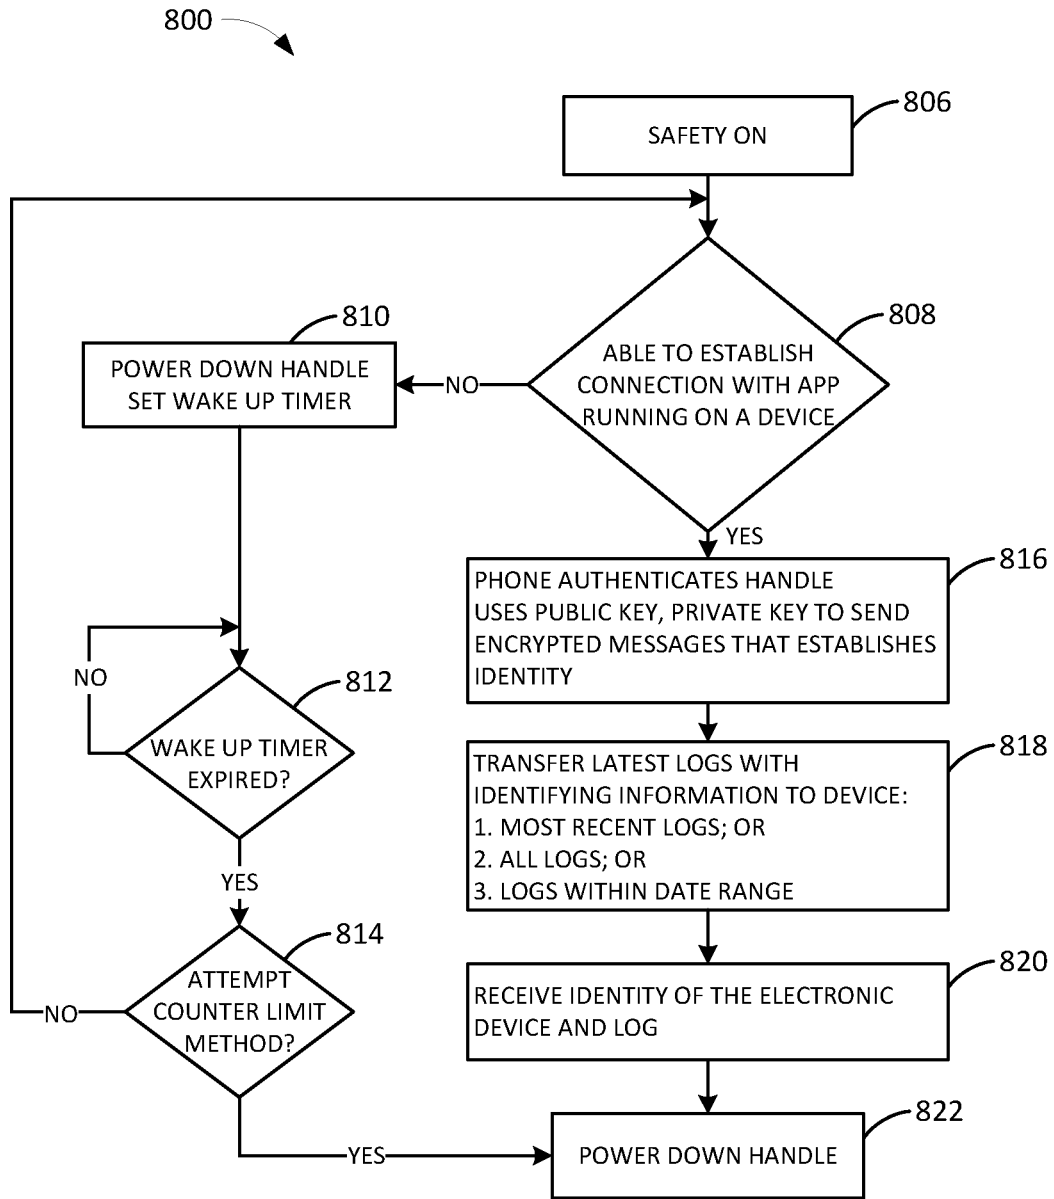 800
806
SAFETY ON
808
ABLE TO ESTABLISH
CONNECTION WITH APP
RUNNING ON A DEVICE
810
POWER DOWN HANDLE
SET WAKE UP TIMER
NO
YES
816
PHONE AUTHENTICATES HANDLE
USES PUBLIC KEY, PRIVATE KEY TO SEND
ENCRYPTED MESSAGES THAT ESTABLISHES
IDENTITY
NO
812
WAKE UP TIMER
EXPIRED?
818
TRANSFER LATEST LOGS WITH
IDENTIFYING INFORMATION TO DEVICE:
1. MOST RECENT LOGS; OR
2. ALL LOGS; OR
3. LOGS WITHIN DATE RANGE
YES
814
ATTEMPT
COUNTER LIMIT
METHOD?
NO
820
RECEIVE IDENTITY OF THE ELECTRONIC
DEVICE AND LOG
822
YES
POWER DOWN HANDLE